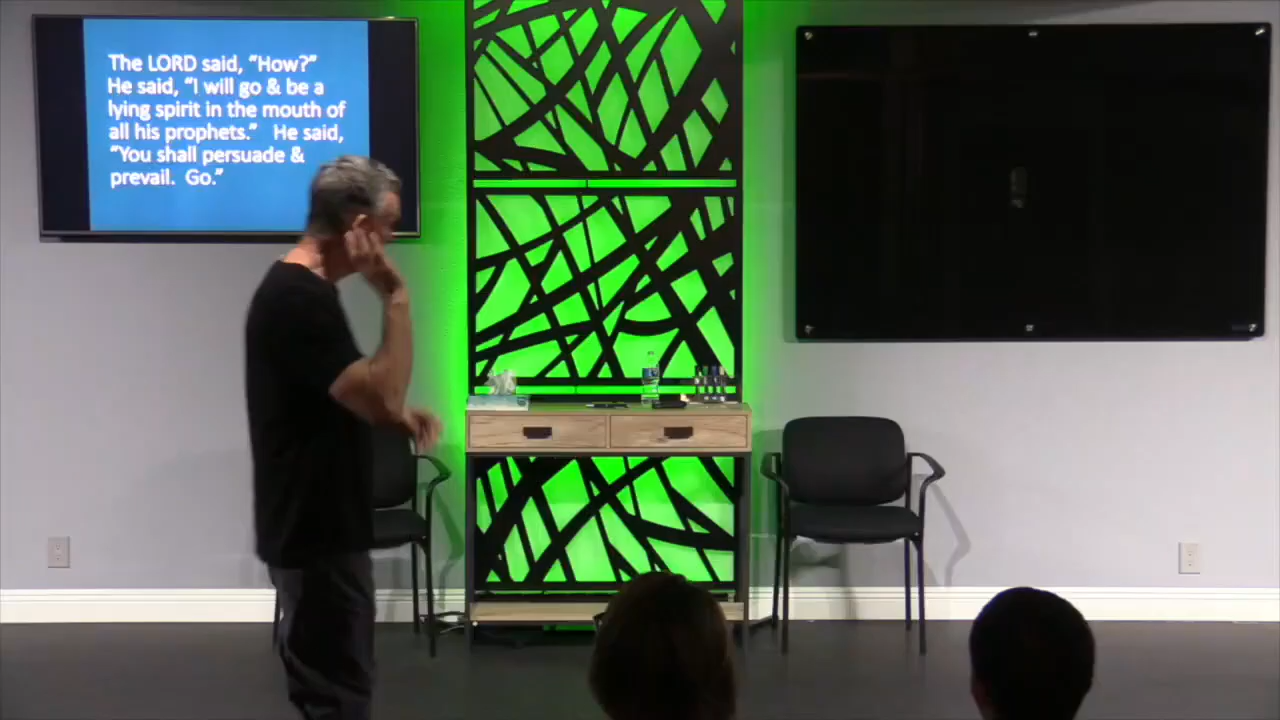 The LORD said, “How?”
He said, “I will go & be a
lying spirit in the mouth of
all his prophets.”   He said,
“You shall persuade &
prevail.  Go.”